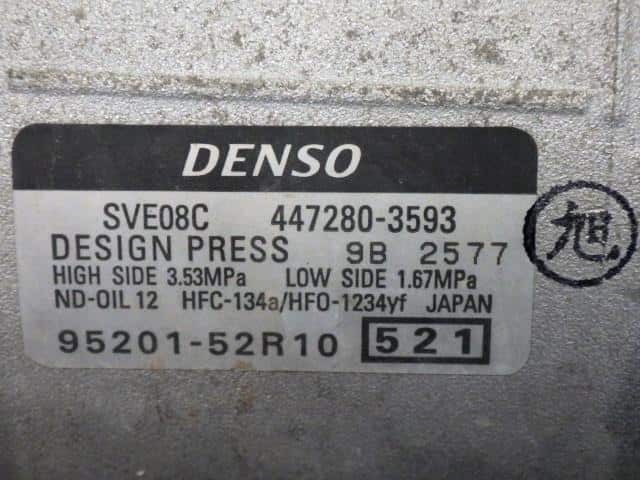 DENSO
SVE08C 447280-3593
DESIGN PRESS 9B 2577
HIGH SIDE 3.53MPa LOW SIDE 1.67MPa
ND-OIL 12 HFC-134a/HFO-1234yf JAPAN
95201-52R10 521
旭